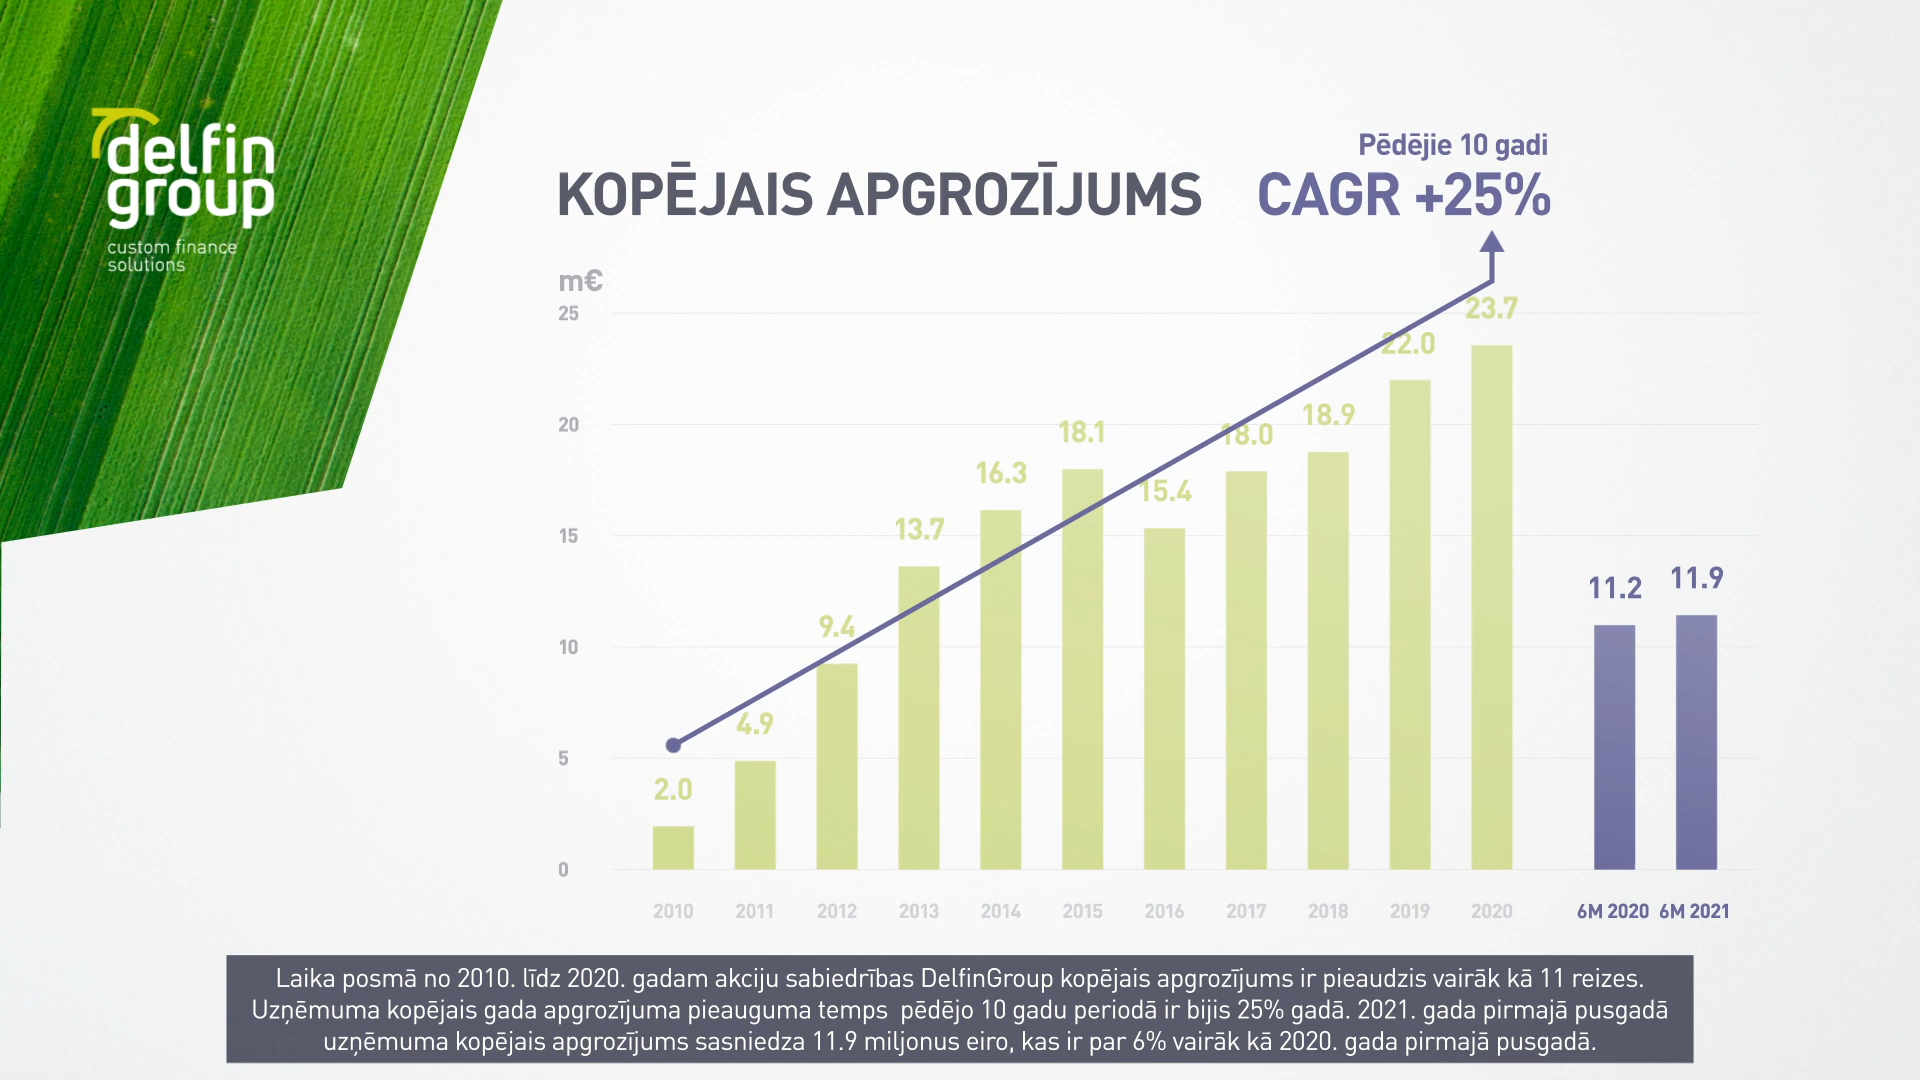 delfin
group
custom finance
solutions
Pēdējie 10 gadi
KOPĒJAIS APGROZĪJUMS CAGR +25%
m€
25
20
15
10
5
0
2.0
4.9
9.4
13.7
16.3
18.1
15.4
18.0
18.9
22.0
23.7
11.2
11.9
2010 2011 2012 2013 2014 2015 2016 2017 2018 2019 2020 6M 2020 6M 2021
Laika posmā no 2010. līdz 2020. gadam akciju sabiedrības DelfinGroup kopējais apgrozījums ir pieaudzis vairāk kā 11 reizes.
Uzņēmuma kopējais gada apgrozījuma pieauguma temps pēdējo 10 gadu periodā ir bijis 25% gadā. 2021. gada pirmajā pusgadā
uzņēmuma kopējais apgrozījums sasniedza 11.9 miljonus eiro, kas ir par 6% vairāk kā 2020. gada pirmajā pusgadā.